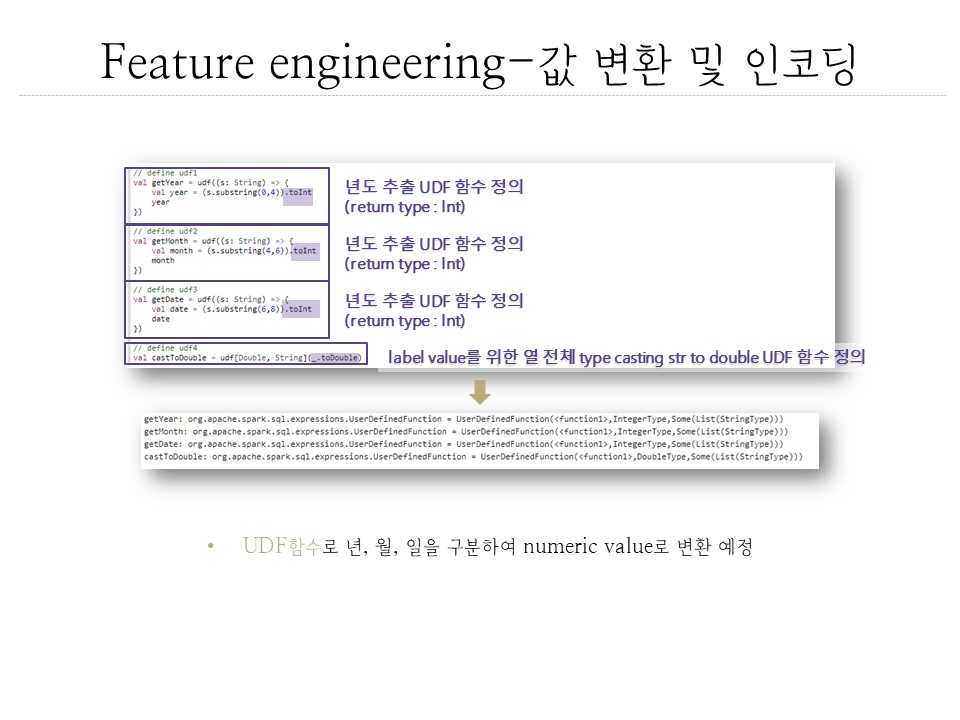 Feature engineering-값 변환 및 인코딩
// define udf1
val getYear = udf((s: String) => {
val year = (s.substring(0,4)).toInt
year
})
년도 추출 UDF 함수 정의
(return type : Int)
// define udf2
val getMonth = udf((s: String) => {
val month = (s.substring(4,6)).toInt
month
})
년도 추출 UDF 함수 정의
(return type : Int)
// define udf3
val getDate = udf((s: String) => {
val date = (s.substring(6,8)).toInt
date
})
년도 추출 UDF 함수 정의
(return type : Int)
// define udf4
val castToDouble = udf[Double, String](_.toDouble)
label value를 위한 열 전체 type casting str to double UDF 함수 정의
getYear: org.apache.spark.sql.expressions.UserDefinedFunction = UserDefinedFunction(<function1>,IntegerType,Some(List(StringType)))
getMonth: org.apache.spark.sql.expressions.UserDefinedFunction = UserDefinedFunction(<function1>,IntegerType,Some(List(StringType)))
getDate: org.apache.spark.sql.expressions.UserDefinedFunction = UserDefinedFunction(<function1>,IntegerType,Some(List(StringType)))
castToDouble: org.apache.spark.sql.expressions.UserDefinedFunction = UserDefinedFunction(<function1>,DoubleType,Some(List(StringType)))
• UDF함수로 년, 월, 일을 구분하여 numeric value로 변환 예정